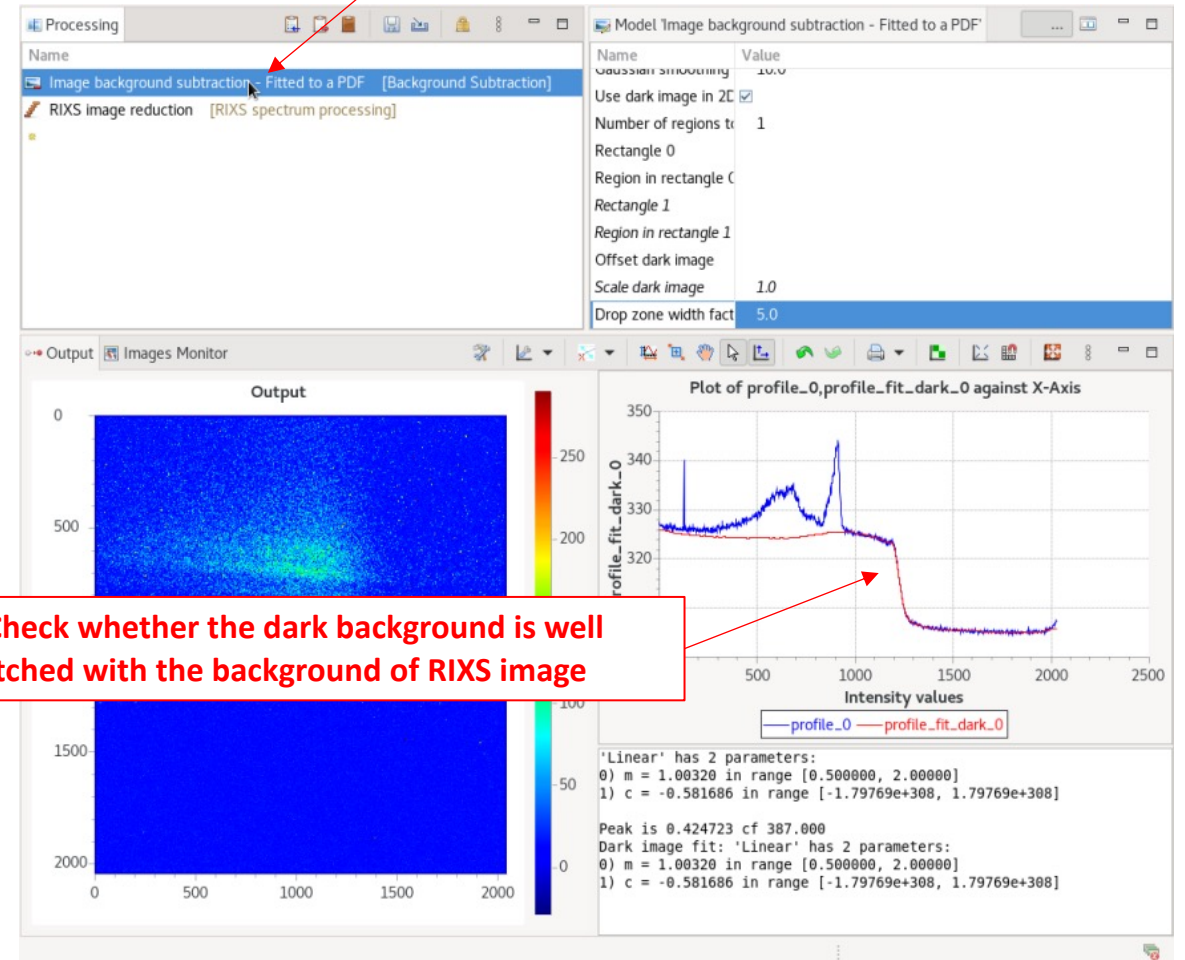 Processing
Name
Image background subtraction - Fitted to a PDF [Background Subtraction]
RIXS image reduction [RIXS spectrum processing]
Model 'Image background subtraction - Fitted to a PDF'
...
Name Value
Gaussian smoothing 10.0
Use dark image in 2D
Number of regions to 1
Rectangle 0
Region in rectangle 0
Rectangle 1
Region in rectangle 1
Offset dark image
Scale dark image 1.0
Drop zone width fact 5.0
Output Images Monitor
Output
0
500
1500
2000
0 500 1000 1500 2000
250
200
100
50
0
Plot of profile_0,profile_fit_dark_0 against X-Axis
350
340
330
320
rofile_fit_dark_0
500 1000 1500 2000 2500
Intensity values
profile_0 profile_fit_dark_0
Check whether the dark background is well
tched with the background of RIXS image
'Linear' has 2 parameters:
0) m = 1.00320 in range [0.500000, 2.00000]
1) c = -0.581686 in range [-1.79769e+308, 1.79769e+308]
Peak is 0.424723 cf 387.000
Dark image fit: 'Linear' has 2 parameters:
0) m = 1.00320 in range [0.500000, 2.00000]
1) c = -0.581686 in range [-1.79769e+308, 1.79769e+308]